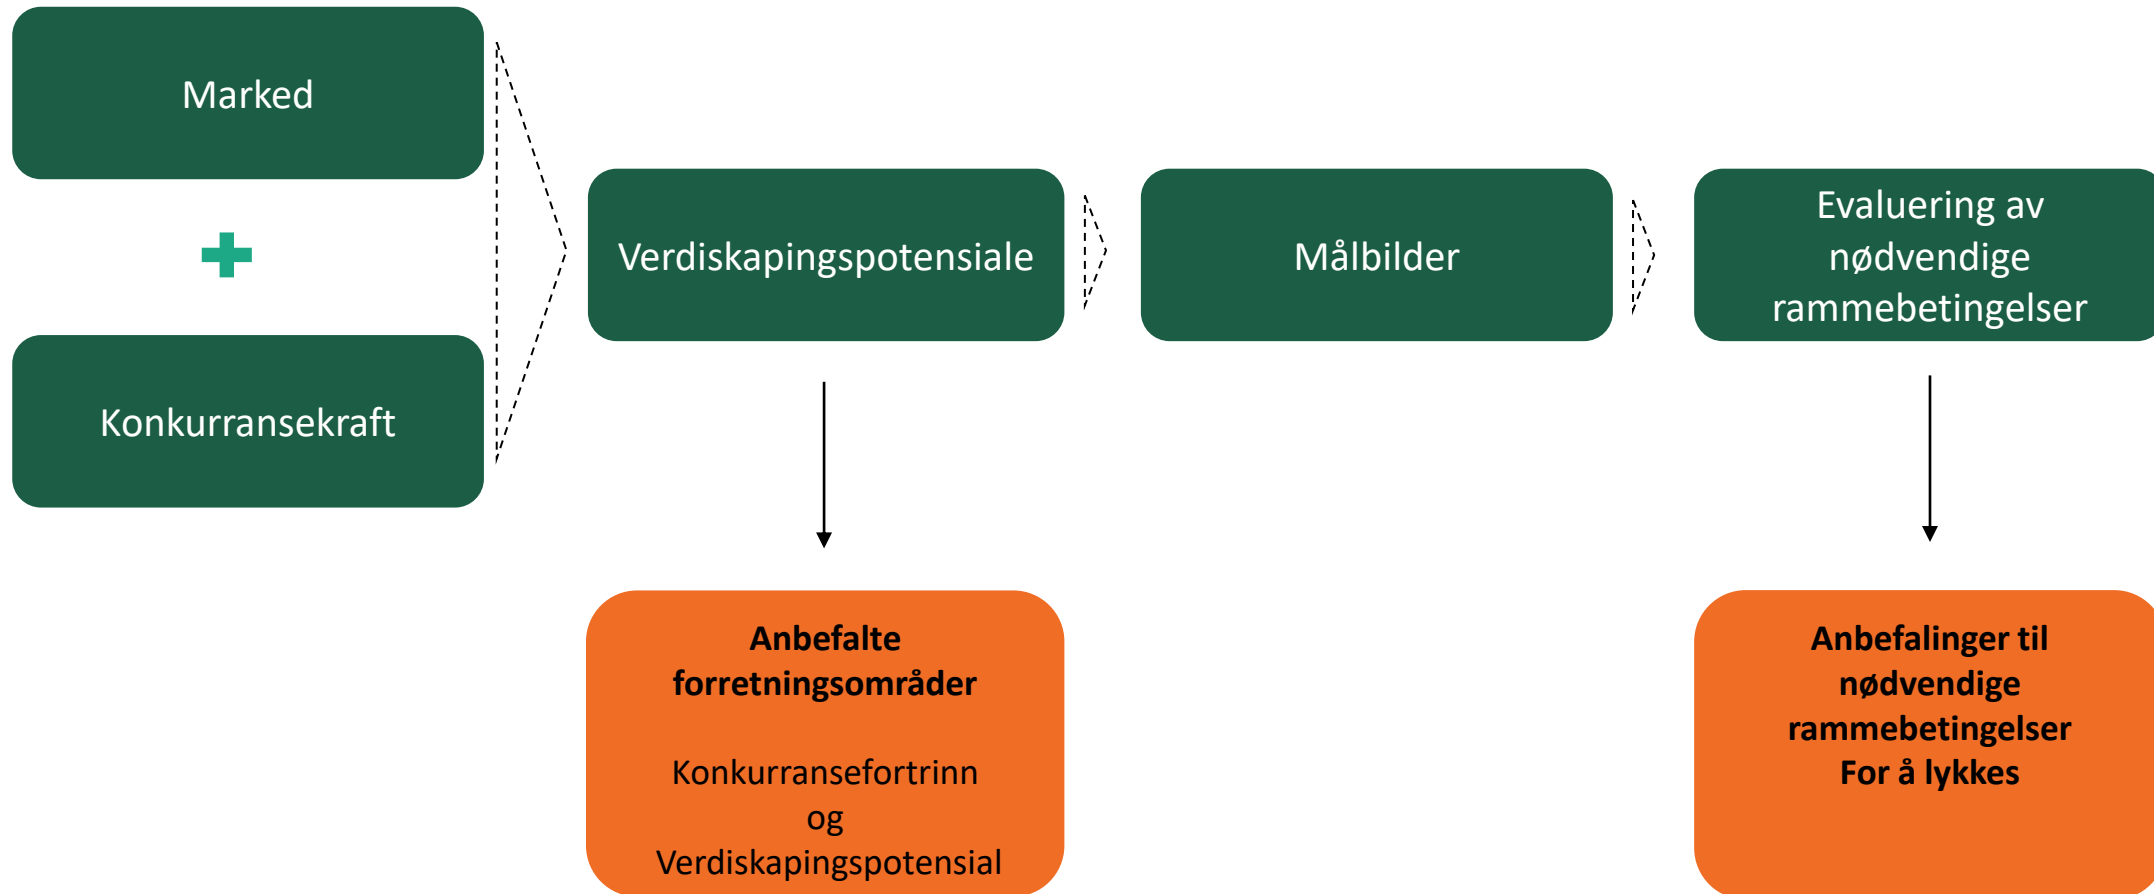 Marked
Konkurransekraft
Verdiskapingspotensiale
Målbilder
Evaluering av
nødvendige
rammebetingelser
Anbefalte
forretningsområder
Konkurransefortrinn
og
Verdiskapingspotensial
Anbefalinger til
nødvendige
rammebetingelser
For å lykkes